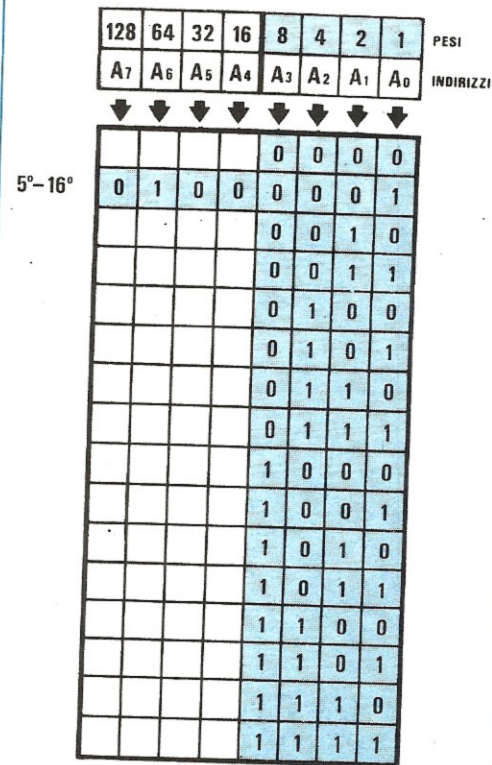 128 64 32 16 8 4 2 1 PESI
A7 A6 A5 A4 A3 A2 A1 A0 INDIRIZZI
0 0 0 0
5°–16° 0 1 0 0 0 0 0 1
0 0 1 0
0 0 1 1
0 1 0 0
0 1 0 1
0 1 1 0
0 1 1 1
1 0 0 0
1 0 0 1
1 0 1 0
1 0 1 1
1 1 0 0
1 1 0 1
1 1 1 0
1 1 1 1